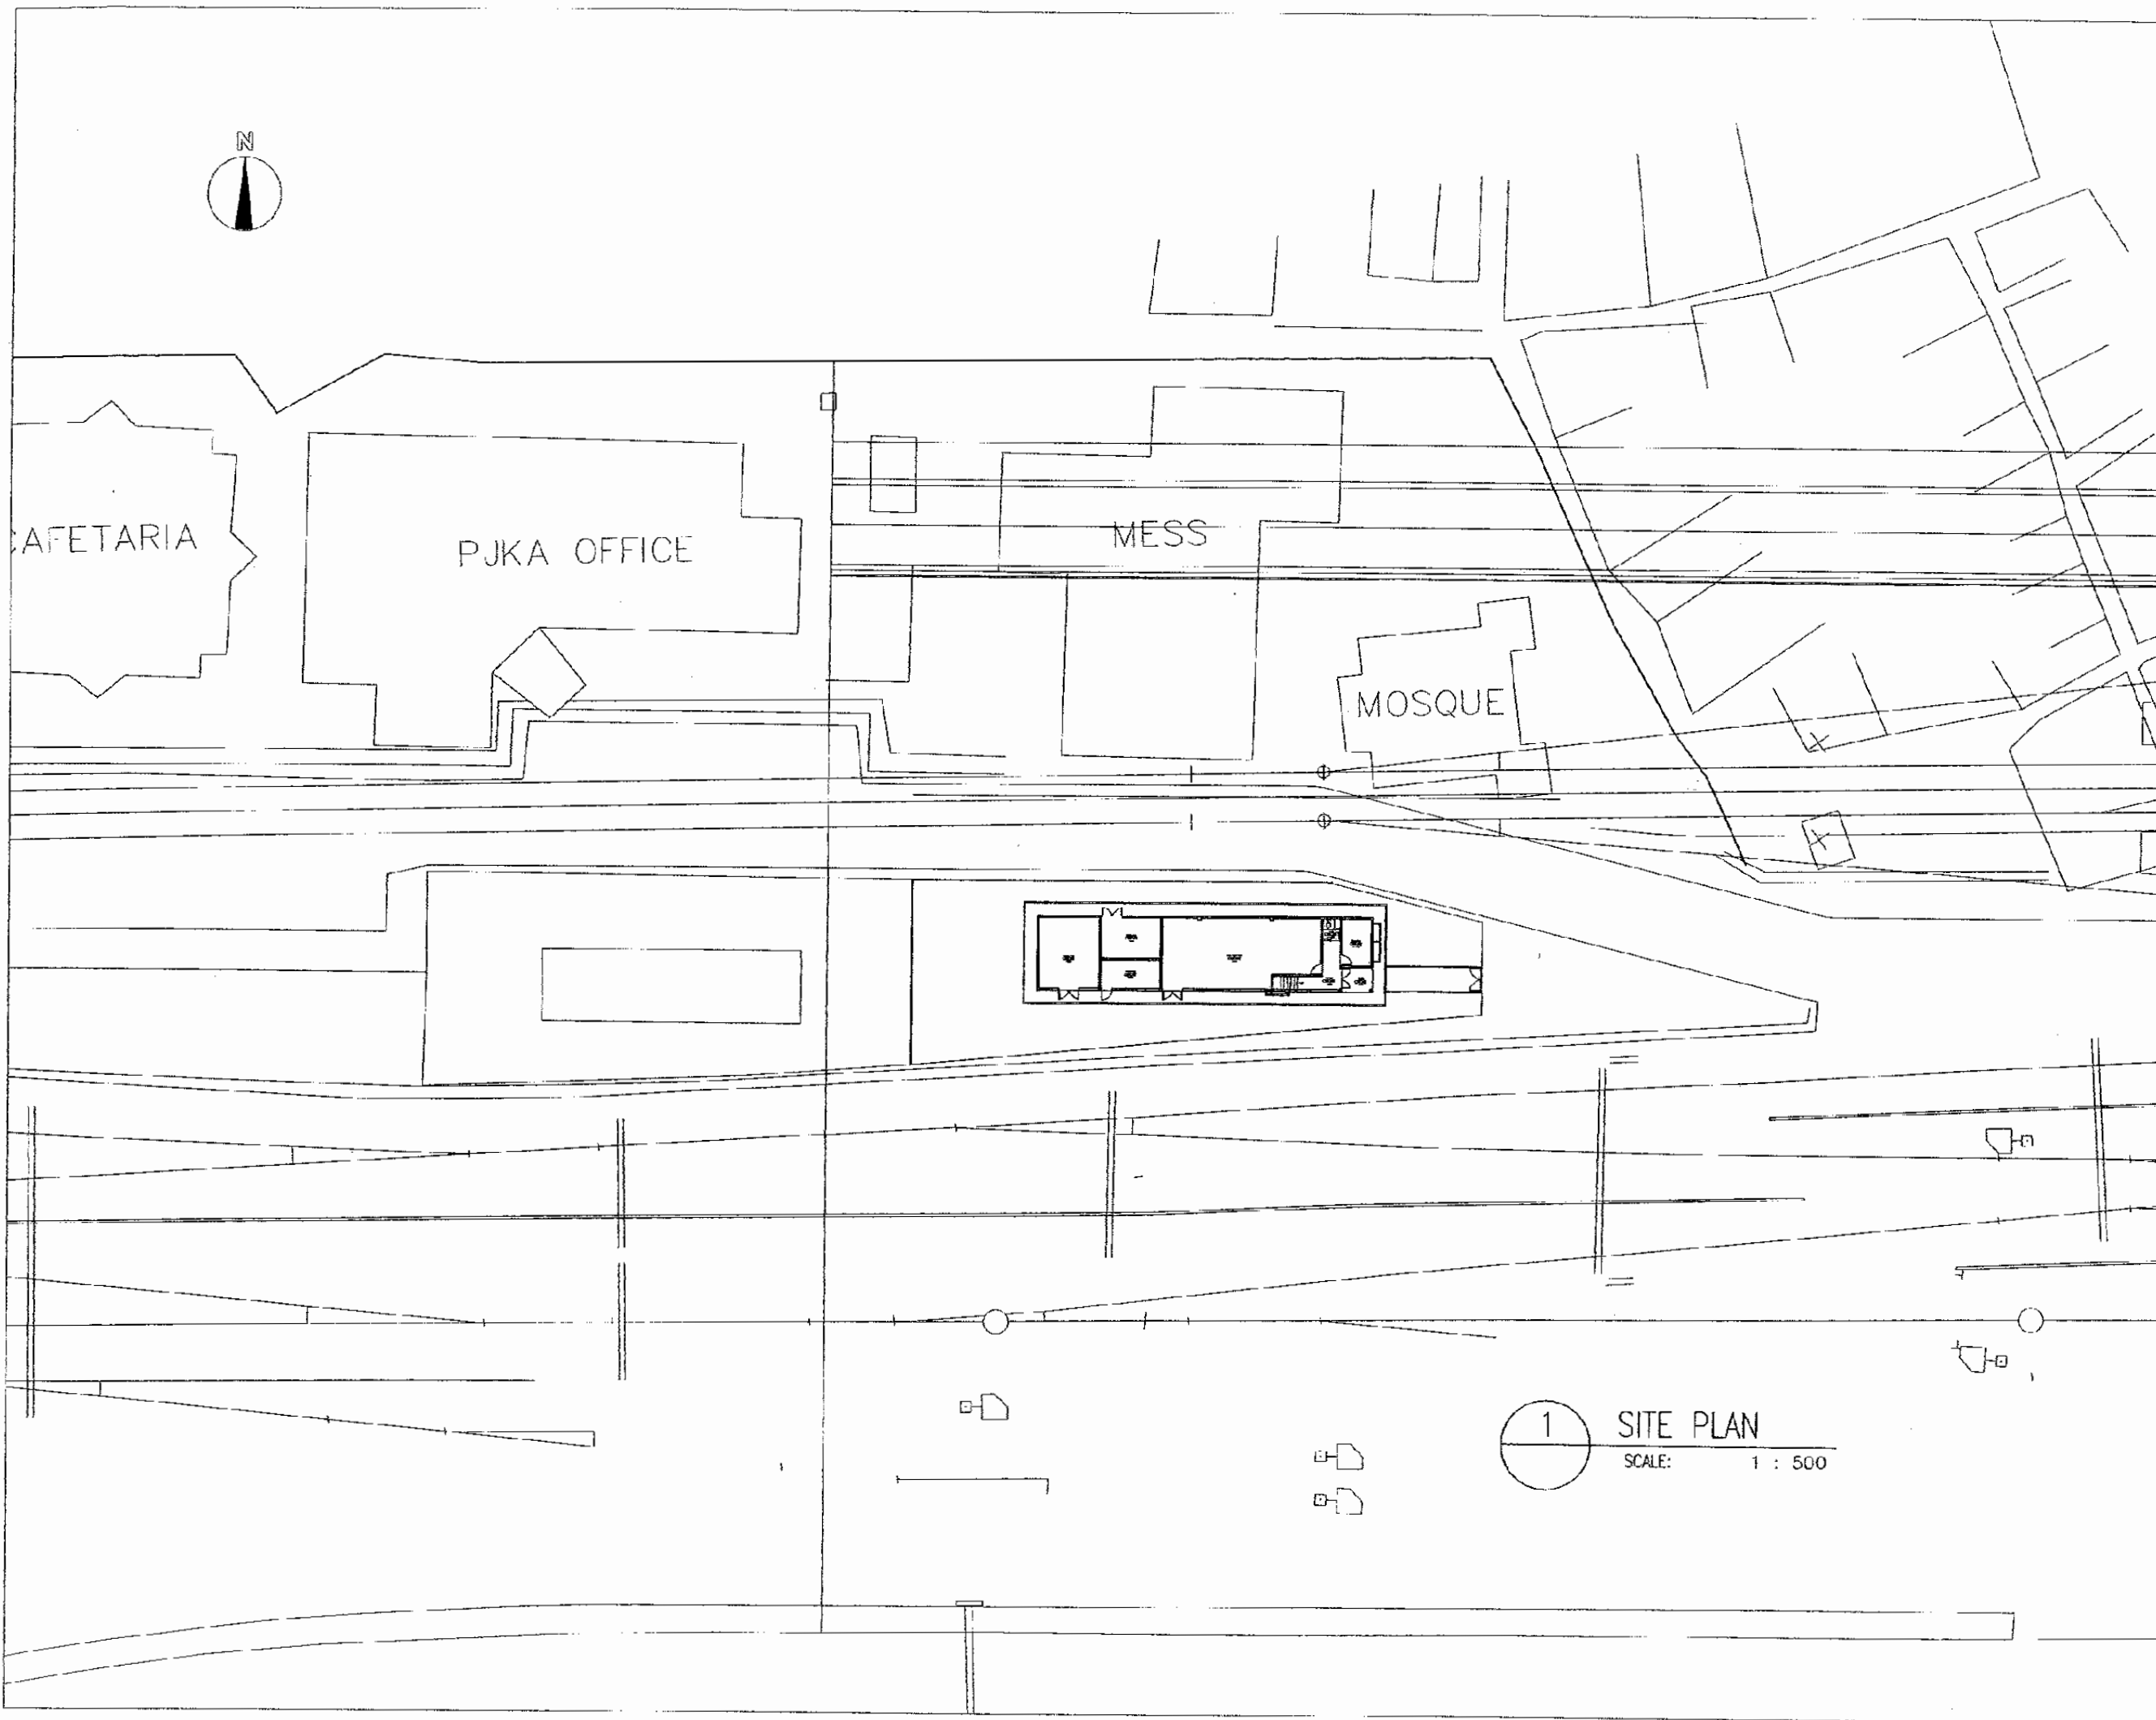 N
CAFETARIA
PJKA OFFICE
MESS
MOSQUE
1
SITE PLAN
SCALE: 1 : 500